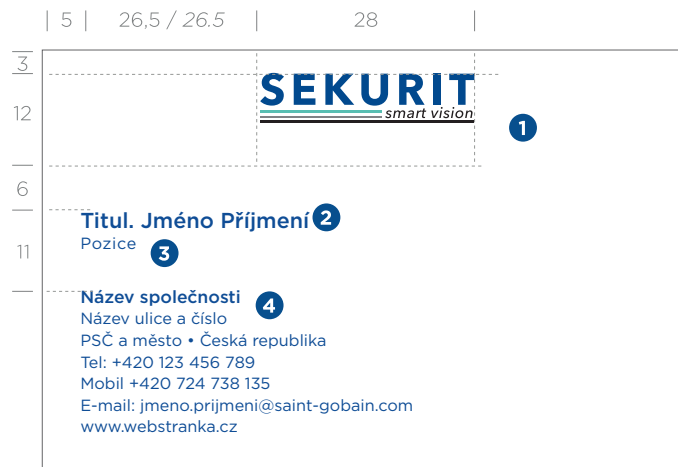 5 26,5 / 26.5 28
3
SEKURIT
smart vision
12
1
6
Titul. Jméno Příjmení 2
Pozice 3
11
Název společnosti 4
Název ulice a číslo
PSČ a město • Česká republika
Tel: +420 123 456 789
Mobil +420 724 738 135
E-mail: jmeno.prijmeni@saint-gobain.com
www.webstranka.cz